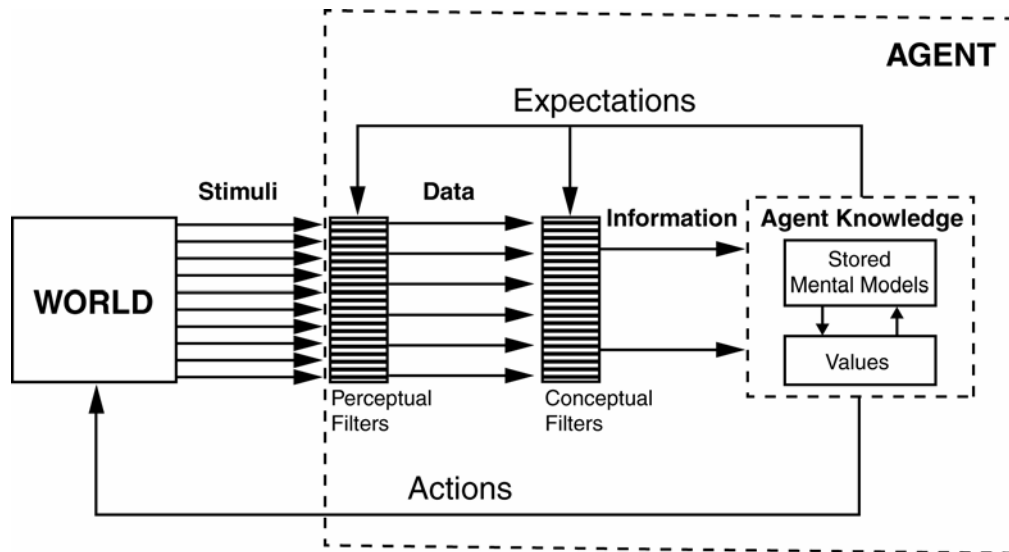 AGENT
Expectations
Stimuli
Data
Information
Agent Knowledge
Stored
Mental Models
WORLD
Values
Perceptual
Filters
Conceptual
Filters
Actions